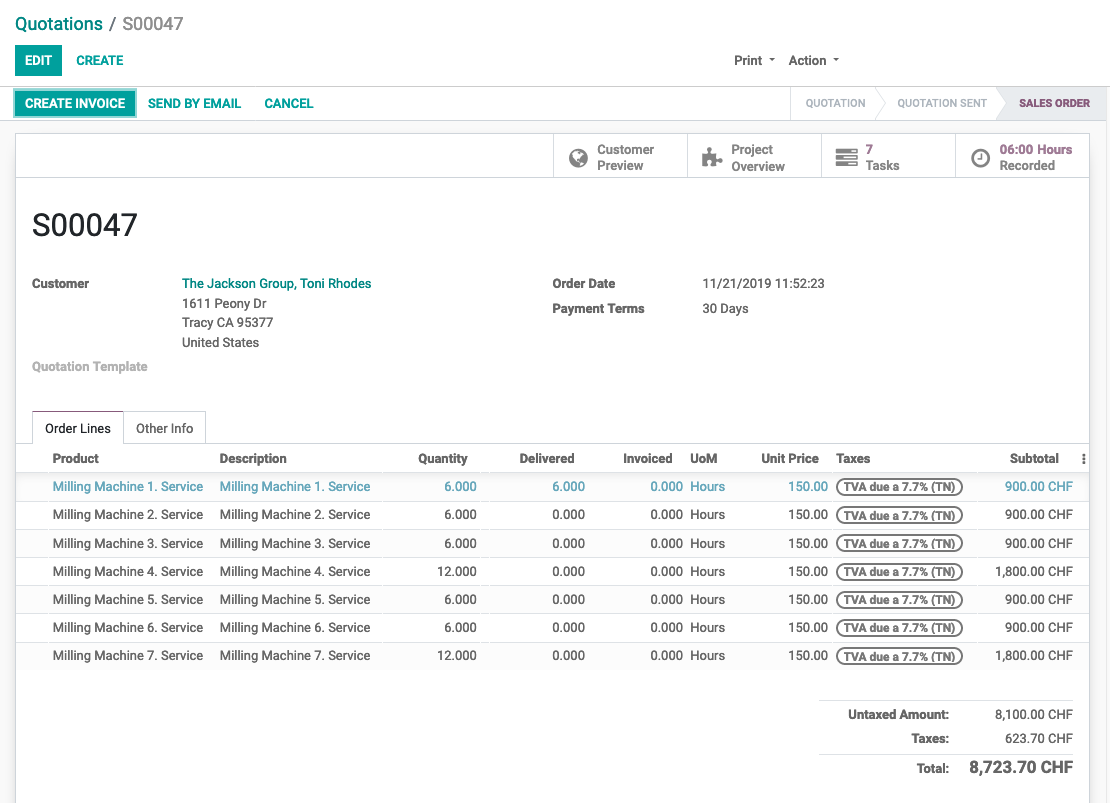 Quotations / S00047
EDIT CREATE Print Action
CREATE INVOICE SEND BY EMAIL CANCEL QUOTATION QUOTATION SENT SALES ORDER
Customer Preview Project Overview 7 Tasks 06:00 Hours Recorded
S00047
Customer The Jackson Group, Toni Rhodes Order Date 11/21/2019 11:52:23
1611 Peony Dr Payment Terms 30 Days
Tracy CA 95377
United States
Quotation Template
Order Lines Other Info
Product Description Quantity Delivered Invoiced UoM Unit Price Taxes Subtotal
Milling Machine 1. Service Milling Machine 1. Service 6.000 6.000 0.000 Hours 150.00 TVA due a 7.7% (TN) 900.00 CHF
Milling Machine 2. Service Milling Machine 2. Service 6.000 0.000 0.000 Hours 150.00 TVA due a 7.7% (TN) 900.00 CHF
Milling Machine 3. Service Milling Machine 3. Service 6.000 0.000 0.000 Hours 150.00 TVA due a 7.7% (TN) 900.00 CHF
Milling Machine 4. Service Milling Machine 4. Service 12.000 0.000 0.000 Hours 150.00 TVA due a 7.7% (TN) 1,800.00 CHF
Milling Machine 5. Service Milling Machine 5. Service 6.000 0.000 0.000 Hours 150.00 TVA due a 7.7% (TN) 900.00 CHF
Milling Machine 6. Service Milling Machine 6. Service 6.000 0.000 0.000 Hours 150.00 TVA due a 7.7% (TN) 900.00 CHF
Milling Machine 7. Service Milling Machine 7. Service 12.000 0.000 0.000 Hours 150.00 TVA due a 7.7% (TN) 1,800.00 CHF
Untaxed Amount: 8,100.00 CHF
Taxes: 623.70 CHF
Total: 8,723.70 CHF